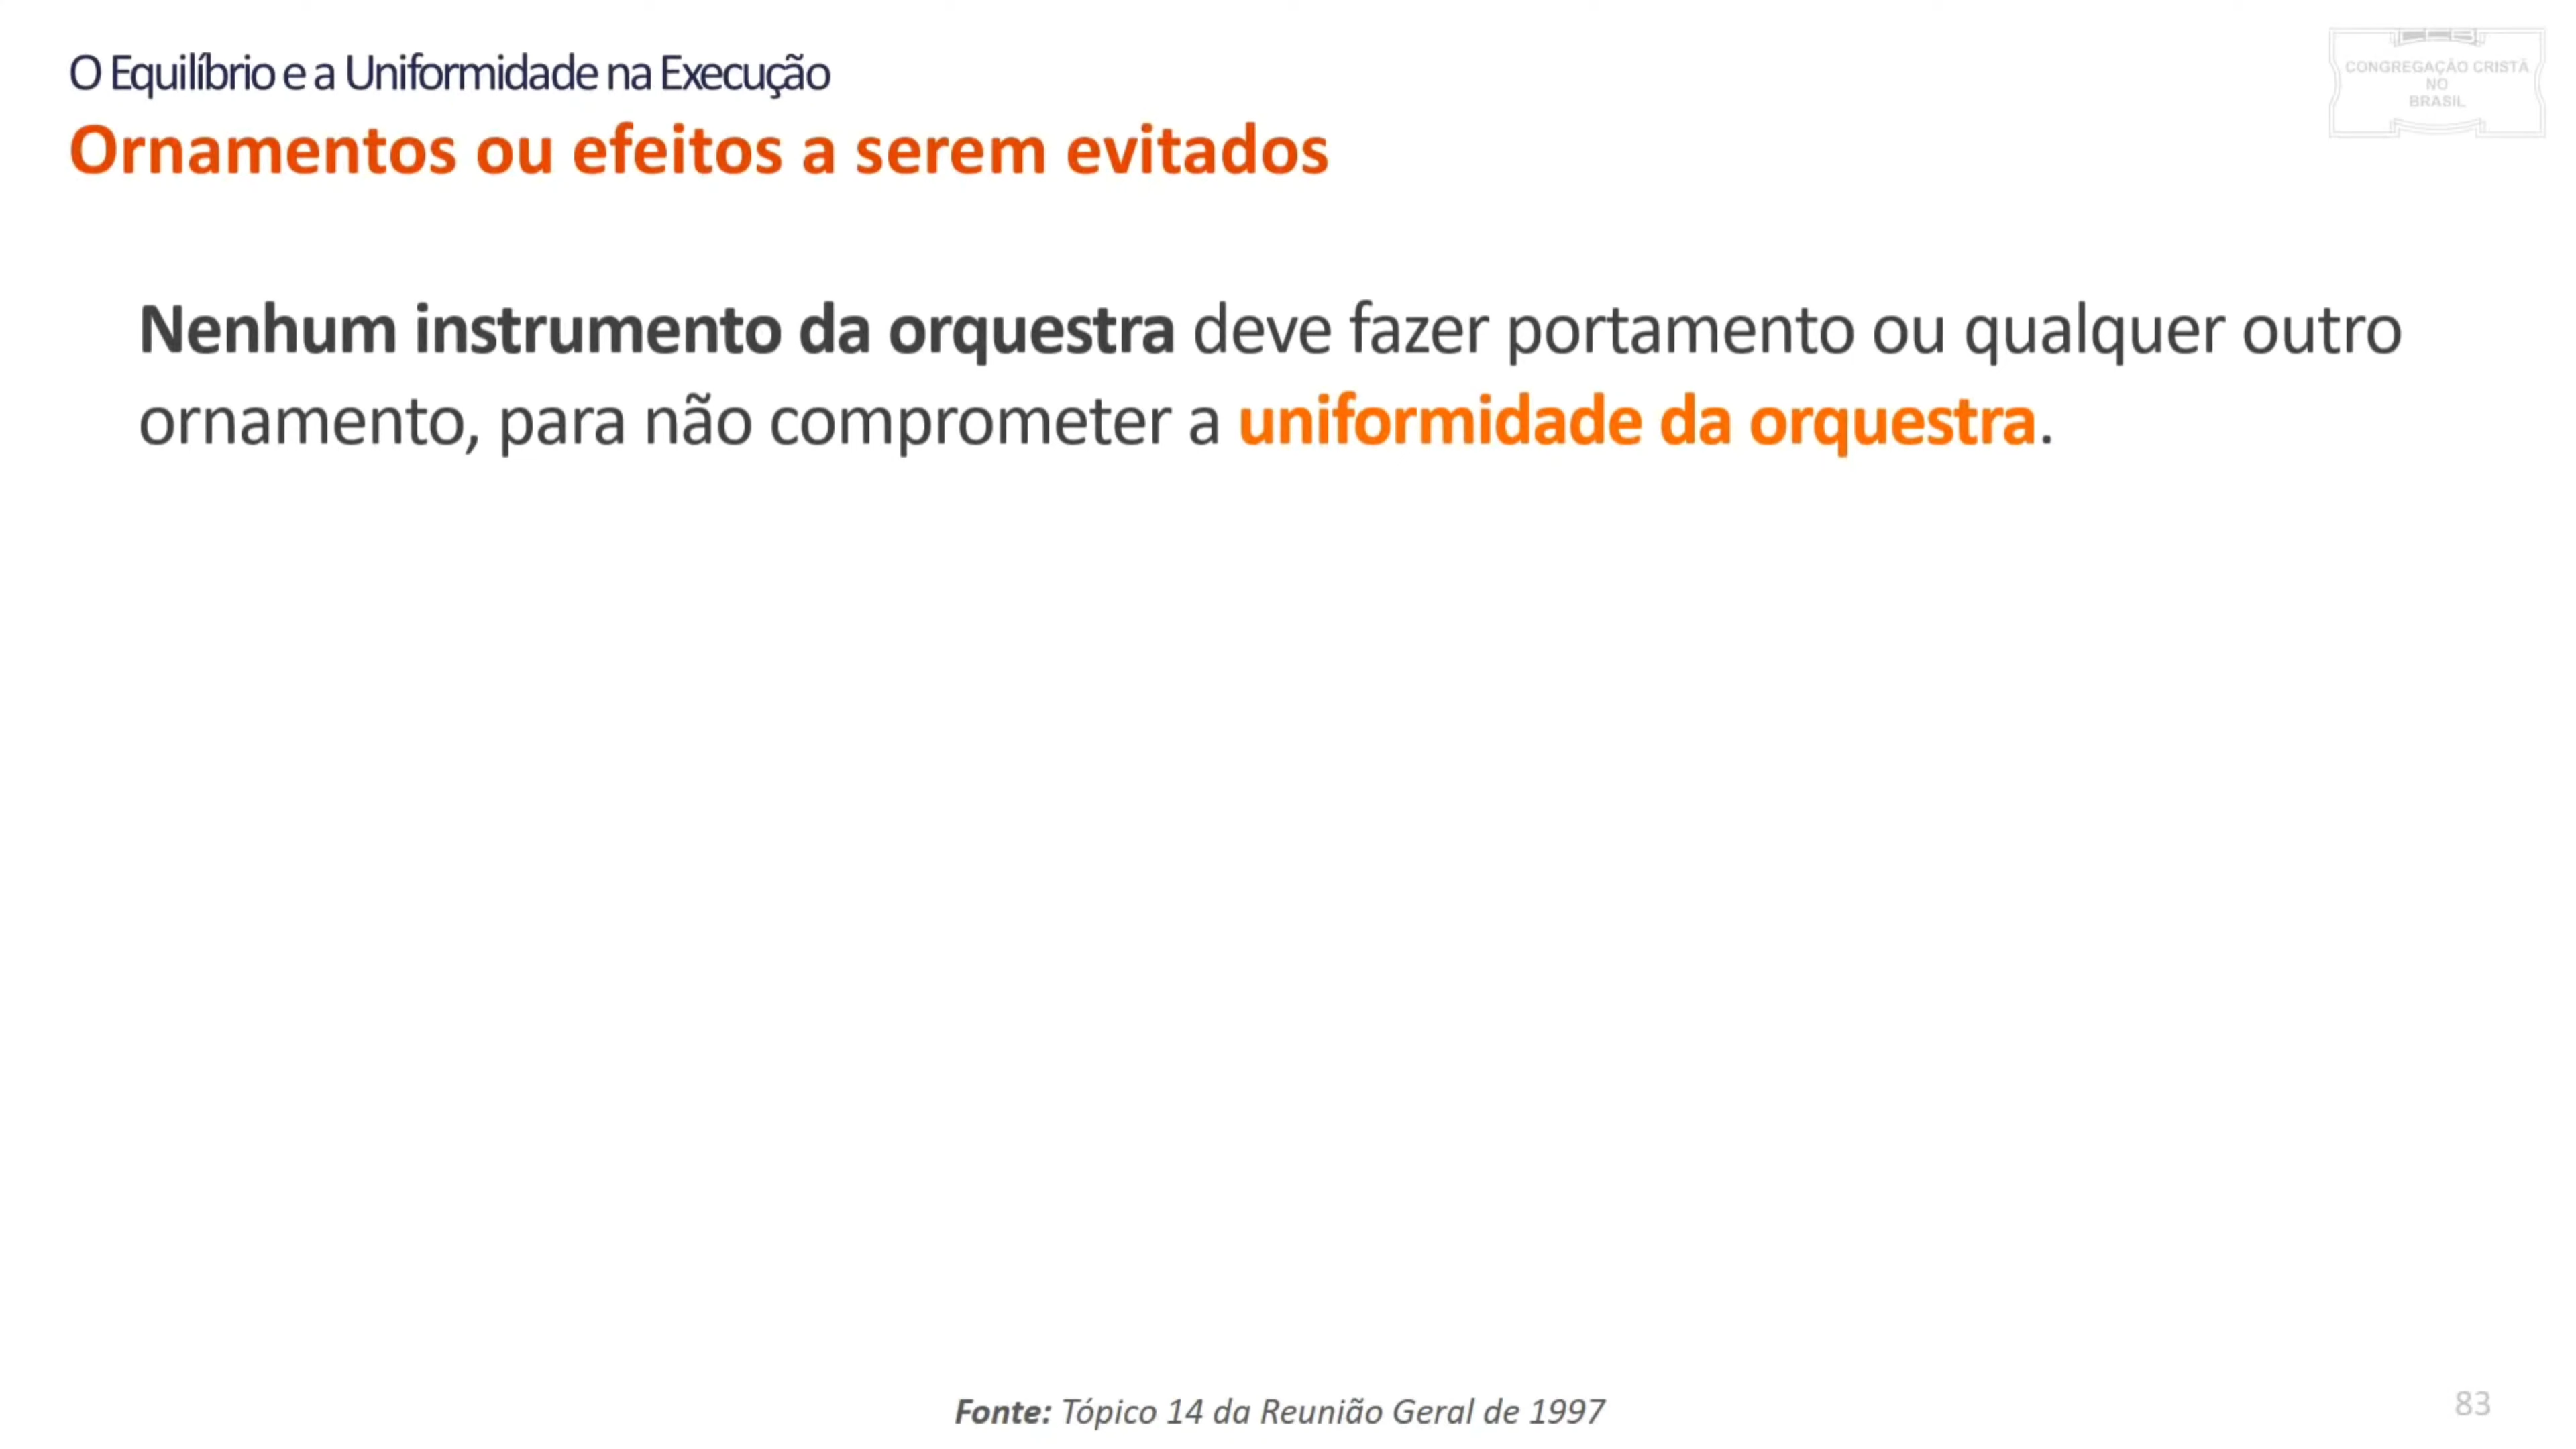 O Equilíbrio e a Uniformidade na Execução
Ornamentos ou efeitos a serem evitados
CONGREGAÇÃO CRISTÃ
NO
BRASIL
Nenhum instrumento da orquestra deve fazer portamento ou qualquer outro
ornamento, para não comprometer a uniformidade da orquestra.
Fonte: Tópico 14 da Reunião Geral de 1997
83